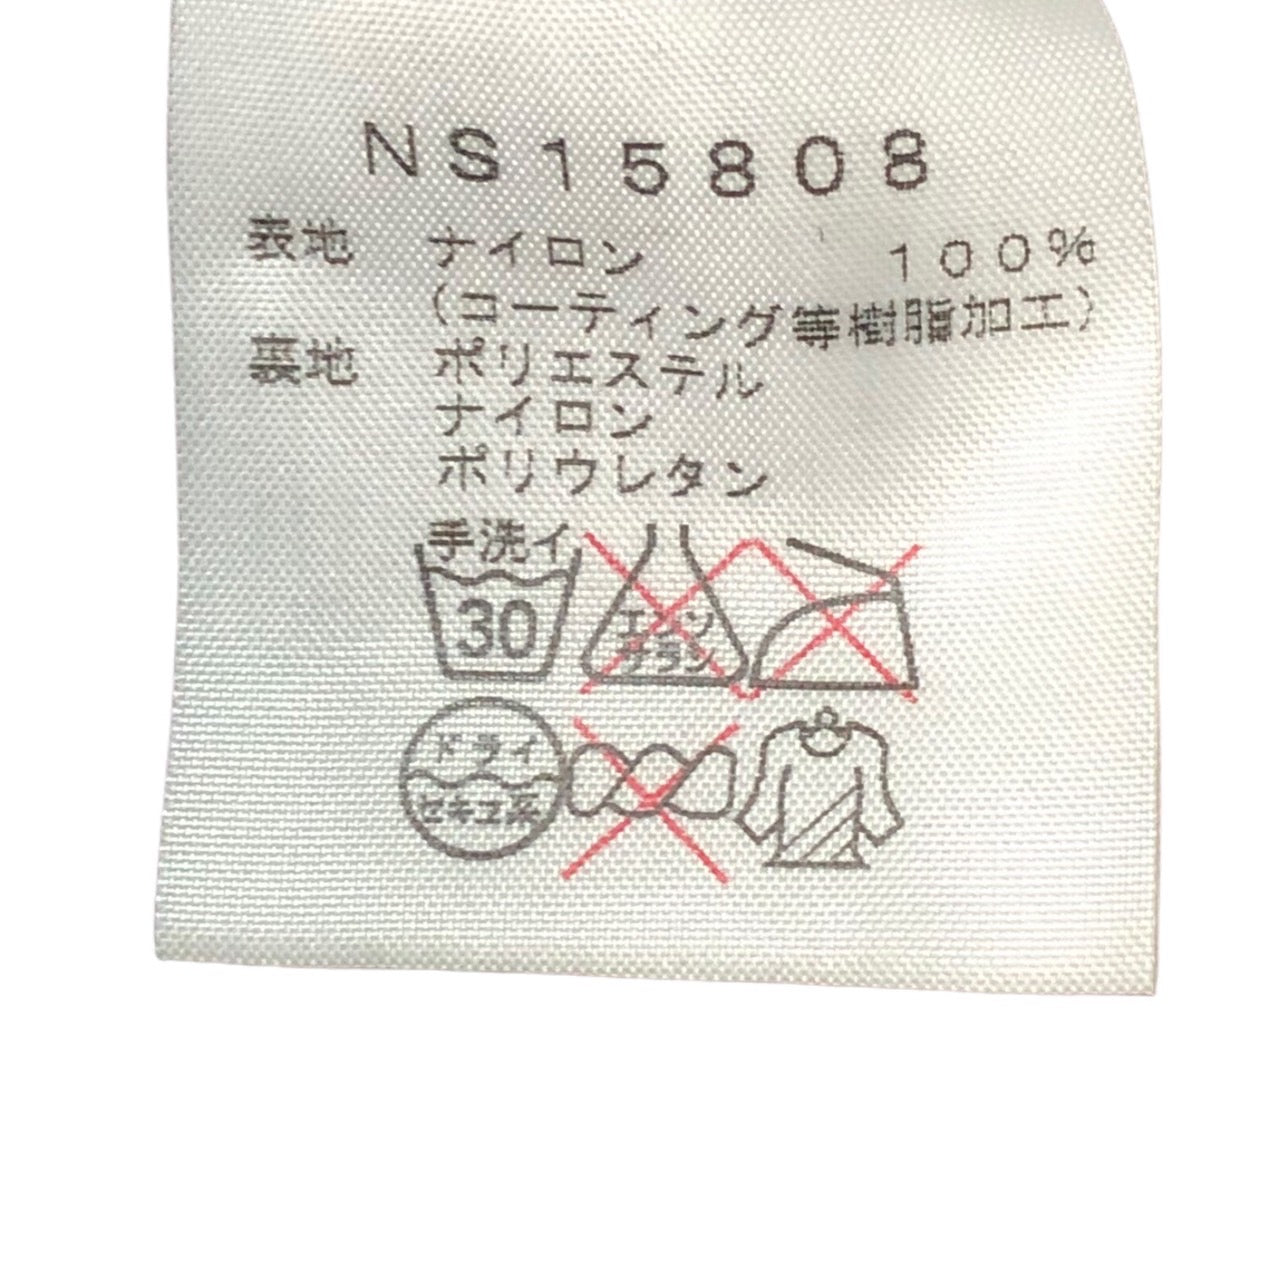 NS15808
表地 ナイロン 100%
(コーティング等樹脂加工)
裏地 ポリエステル
ナイロン
ポリウレタン
手洗イ
30
エンソ
サラシ
ドライ
セキユ系